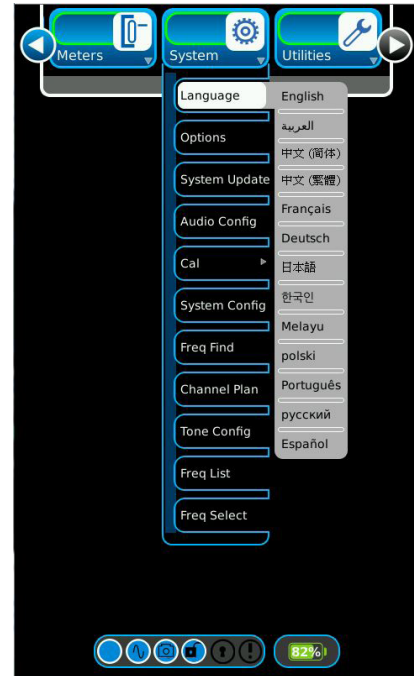 Meters
System
Utilities
Language
Options
System Update
Audio Config
Cal
System Config
Freq Find
Channel Plan
Tone Config
Freq List
Freq Select
English
العربية
中文 (简体)
中文 (繁體)
Français
Deutsch
日本語
한국인
Melayu
polski
Português
русский
Español
82%